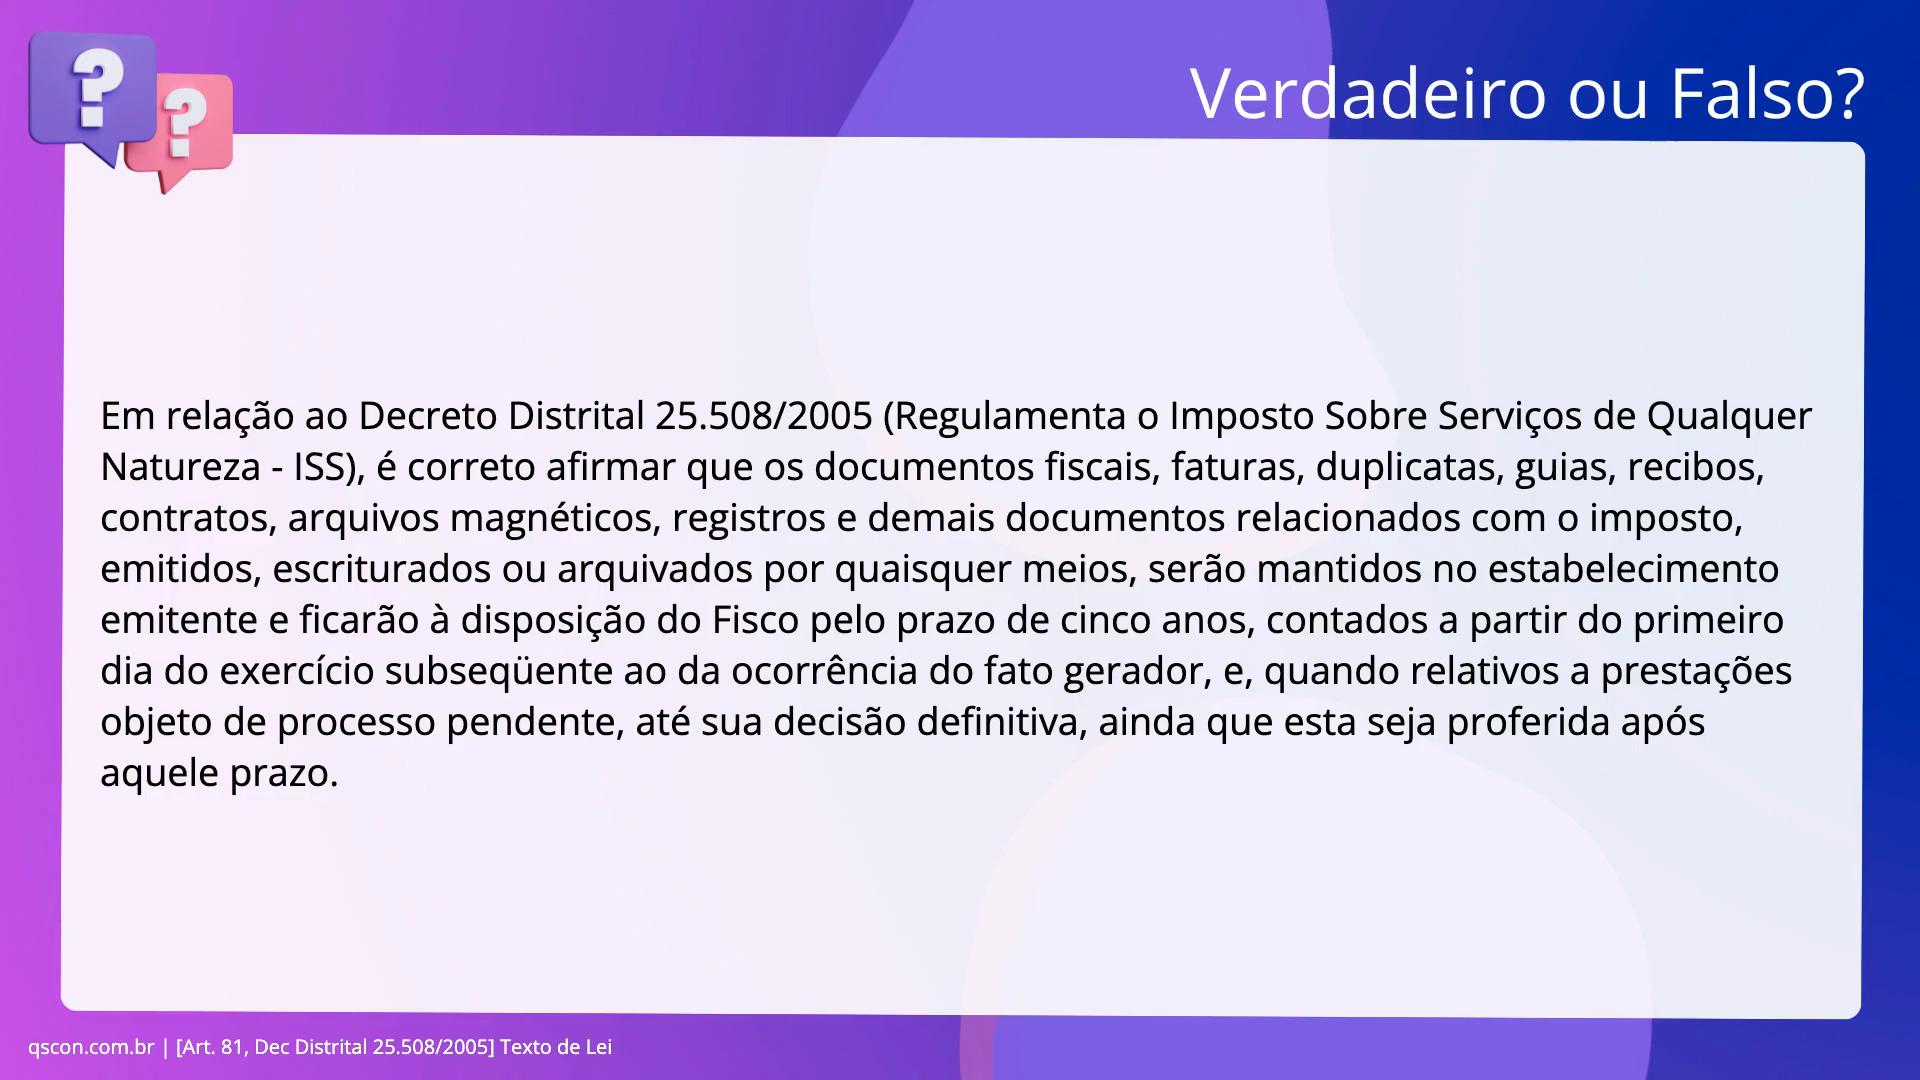 Verdadeiro ou Falso?
Em relação ao Decreto Distrital 25.508/2005 (Regulamenta o Imposto Sobre Serviços de Qualquer
Natureza - ISS), é correto afirmar que os documentos fiscais, faturas, duplicatas, guias, recibos,
contratos, arquivos magnéticos, registros e demais documentos relacionados com o imposto,
emitidos, escriturados ou arquivados por quaisquer meios, serão mantidos no estabelecimento
emitente e ficarão à disposição do Fisco pelo prazo de cinco anos, contados a partir do primeiro
dia do exercício subseqüente ao da ocorrência do fato gerador, e, quando relativos a prestações
objeto de processo pendente, até sua decisão definitiva, ainda que esta seja proferida após
aquele prazo.
qscon.com.br | [Art. 81, Dec Distrital 25.508/2005] Texto de Lei